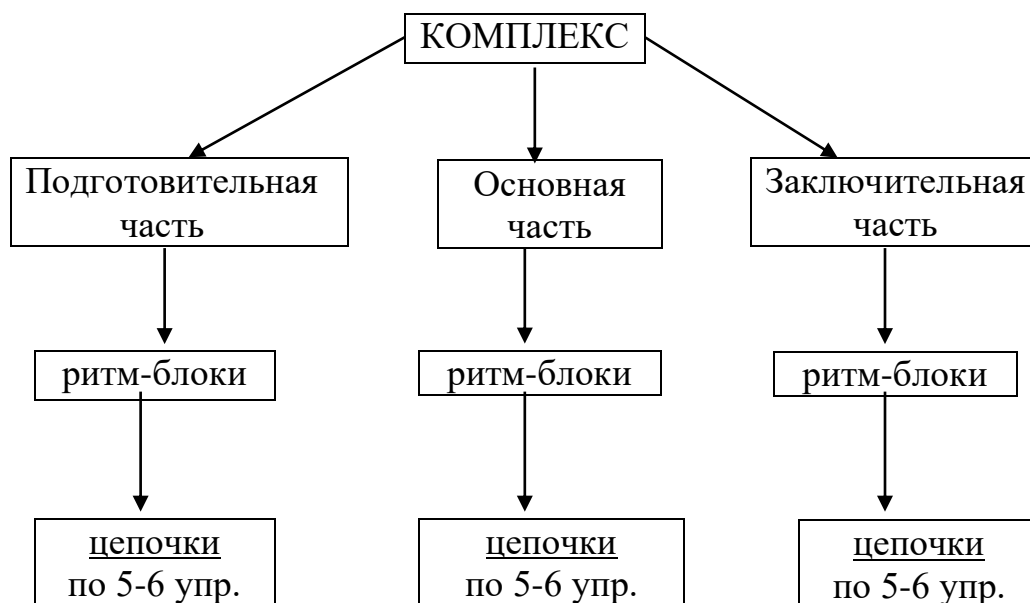 КОМПЛЕКС
Подготовительная
часть
Основная
часть
Заключительная
часть
ритм-блоки
ритм-блоки
ритм-блоки
цепочки
по 5-6 упр.
цепочки
по 5-6 упр.
цепочки
по 5-6 упр.